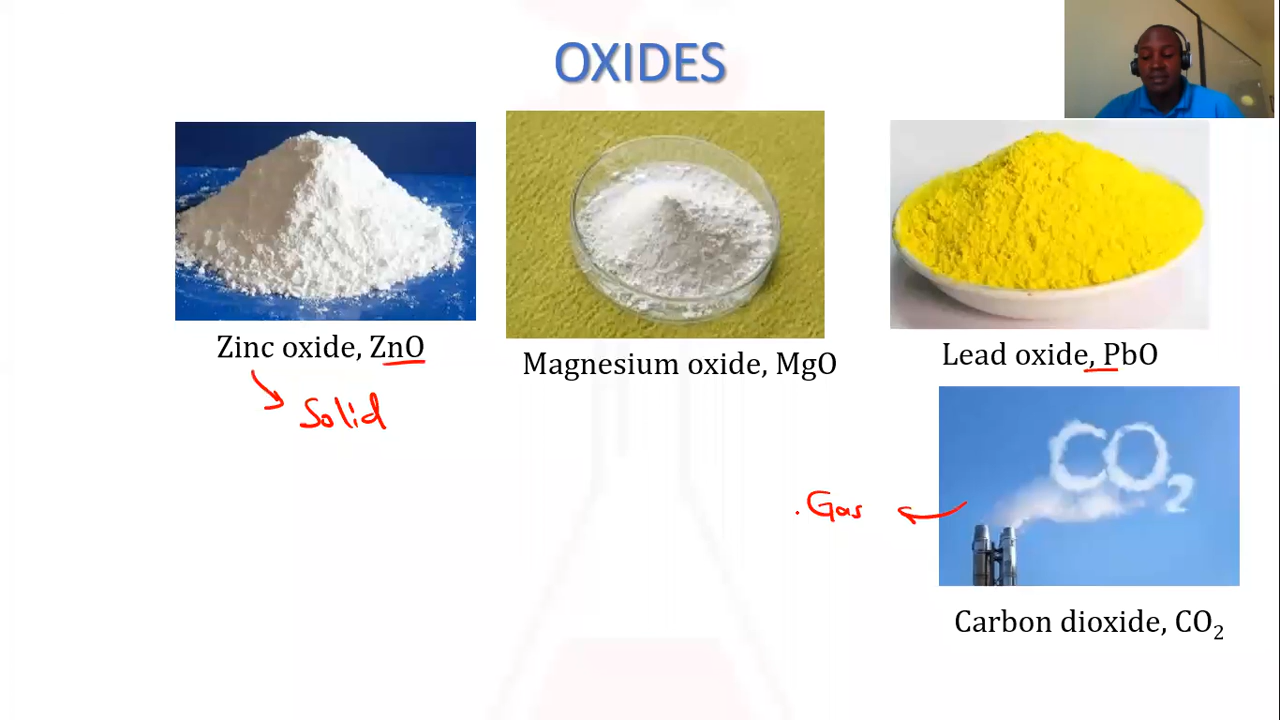 OXIDES
Zinc oxide, ZnO
Magnesium oxide, MgO
Lead oxide, PbO
Solid
CO2
.Gas
Carbon dioxide, CO₂